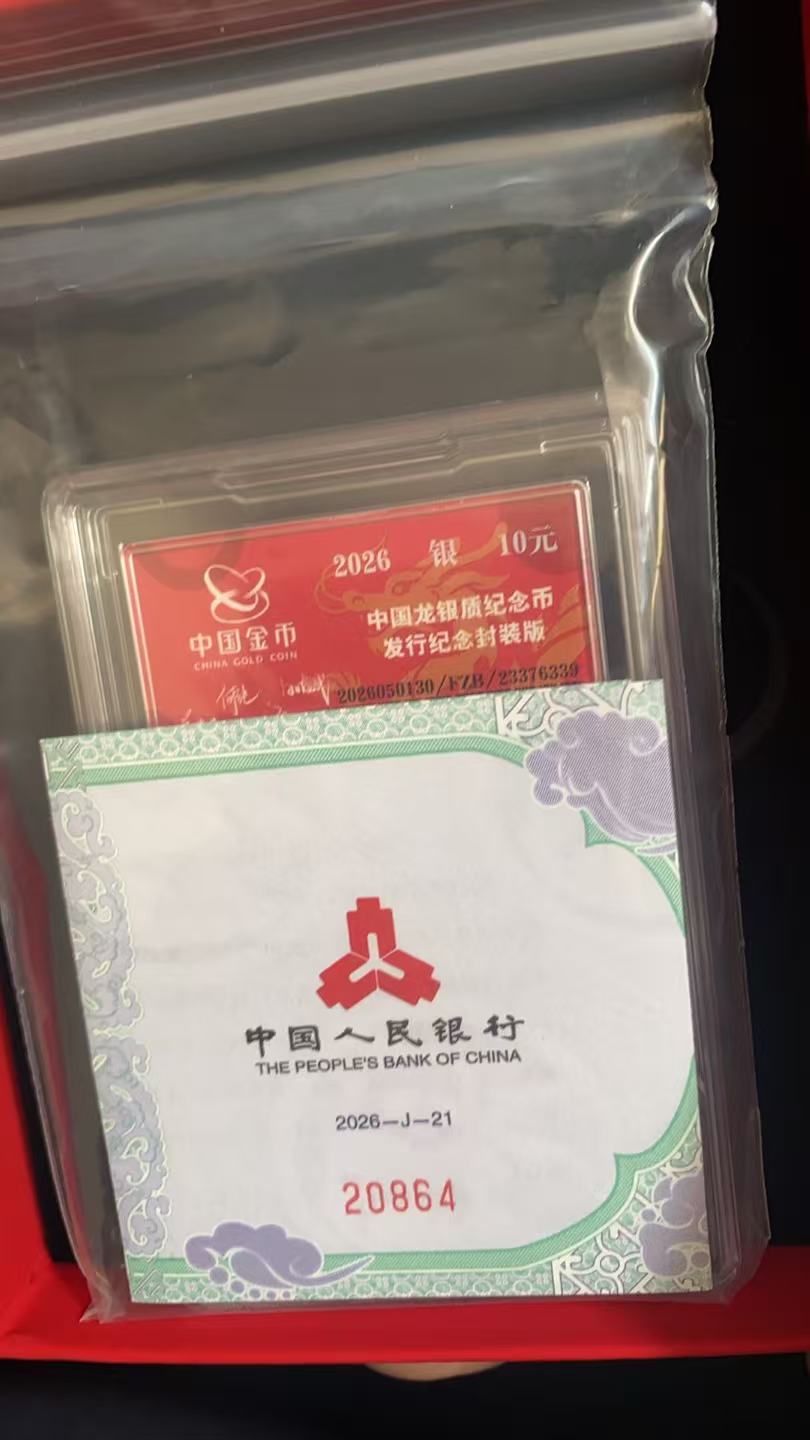 2026 银 10元
中国金币
CHINA GOLD COIN
中国龙银质纪念币
发行纪念封装版
2026050130/FZB/23376339
中国人民银行
THE PEOPLE'S BANK OF CHINA
2026—J—21
20864